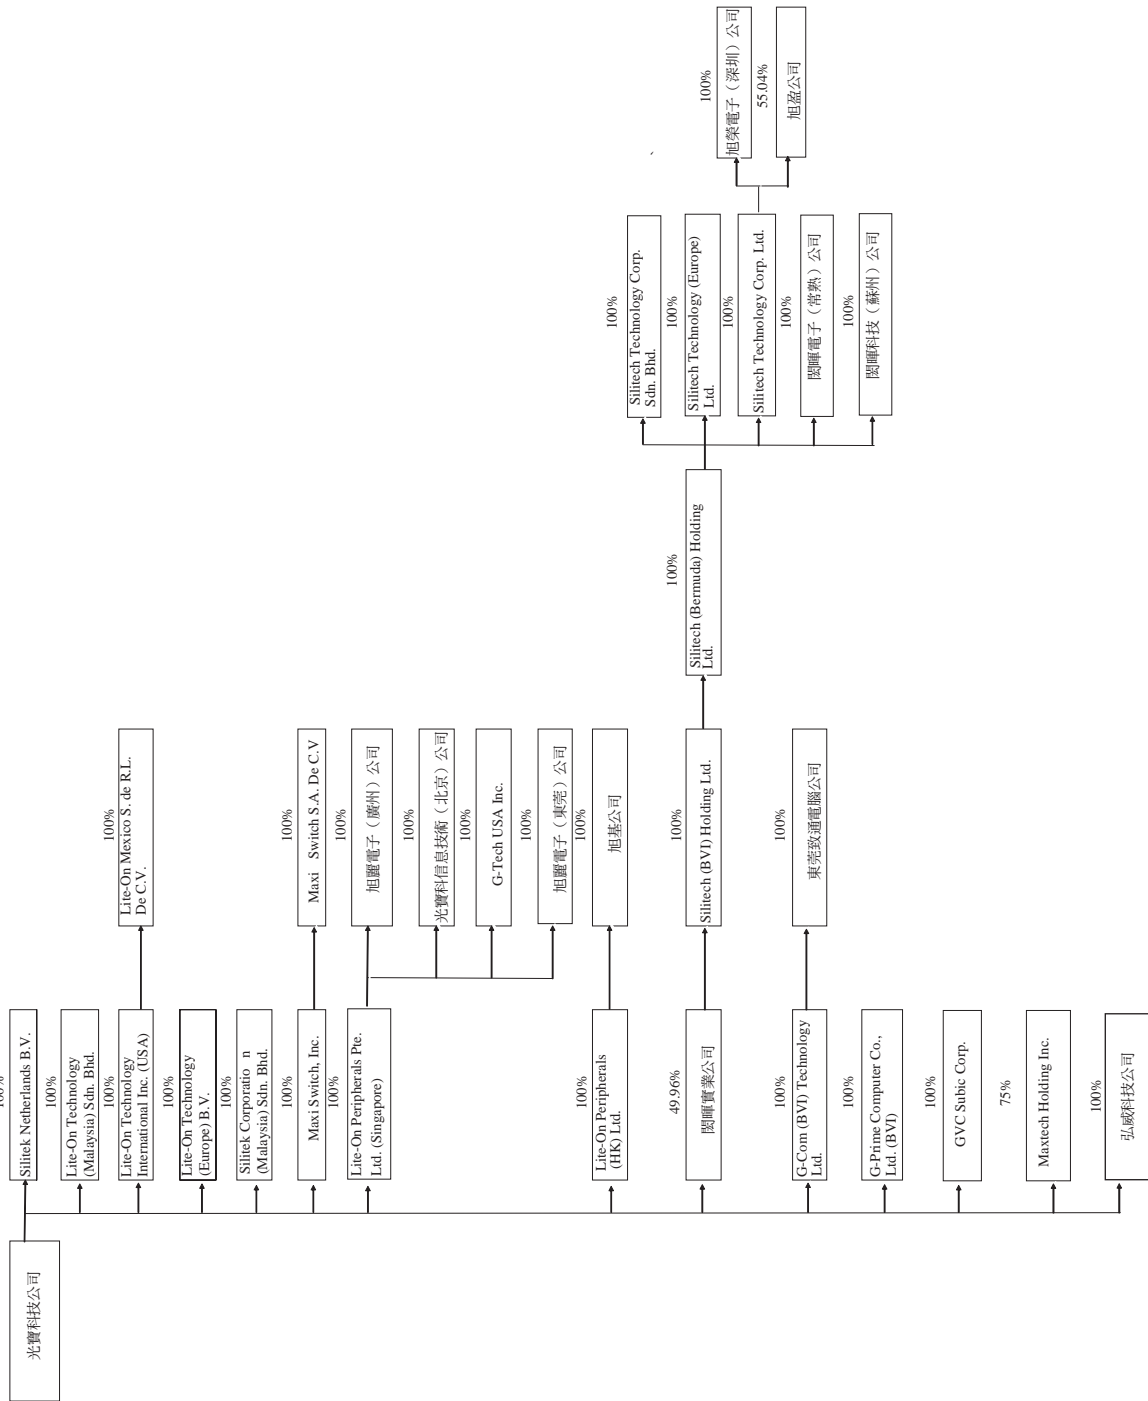 光寶科技公司
100%
Silitek Netherlands B.V.
100%
Lite-On Technology
(Malaysia) Sdn. Bhd.
100%
Lite-On Technology
International Inc. (USA)
100%
Lite-On Mexico S. de R.L.
De C.V.
100%
Lite-On Technology
(Europe) B.V.
100%
Silitek Corporatio n
(Malaysia) Sdn. Bhd.
100%
Maxi Switch, Inc.
100%
Maxi Switch S.A. De C.V
100%
Lite-On Peripherals Pte.
Ltd. (Singapore)
100%
旭麗電子（廣州）公司
100%
光寶科信息技術（北京）公司
100%
G-Tech USA Inc.
100%
旭麗電子（東莞）公司
100%
Lite-On Peripherals
(HK) Ltd.
100%
旭基公司
49.96%
閎暉實業公司
100%
Silitech (BVI) Holding Ltd.
100%
Silitech (Bermuda) Holding
Ltd.
100%
Silitech Technology Corp.
Sdn. Bhd.
100%
Silitech Technology (Europe)
Ltd.
100%
Silitech Technology Corp. Ltd.
100%
旭榮電子（深圳）公司
55.04%
旭盈公司
100%
閎暉電子（常熟）公司
100%
閎暉科技（蘇州）公司
100%
G-Com (BVI) Technology
Ltd.
100%
東莞致通電腦公司
100%
G-Prime Computer Co.,
Ltd. (BVI)
100%
GVC Subic Corp.
75%
Maxtech Holding Inc.
100%
弘威科技公司